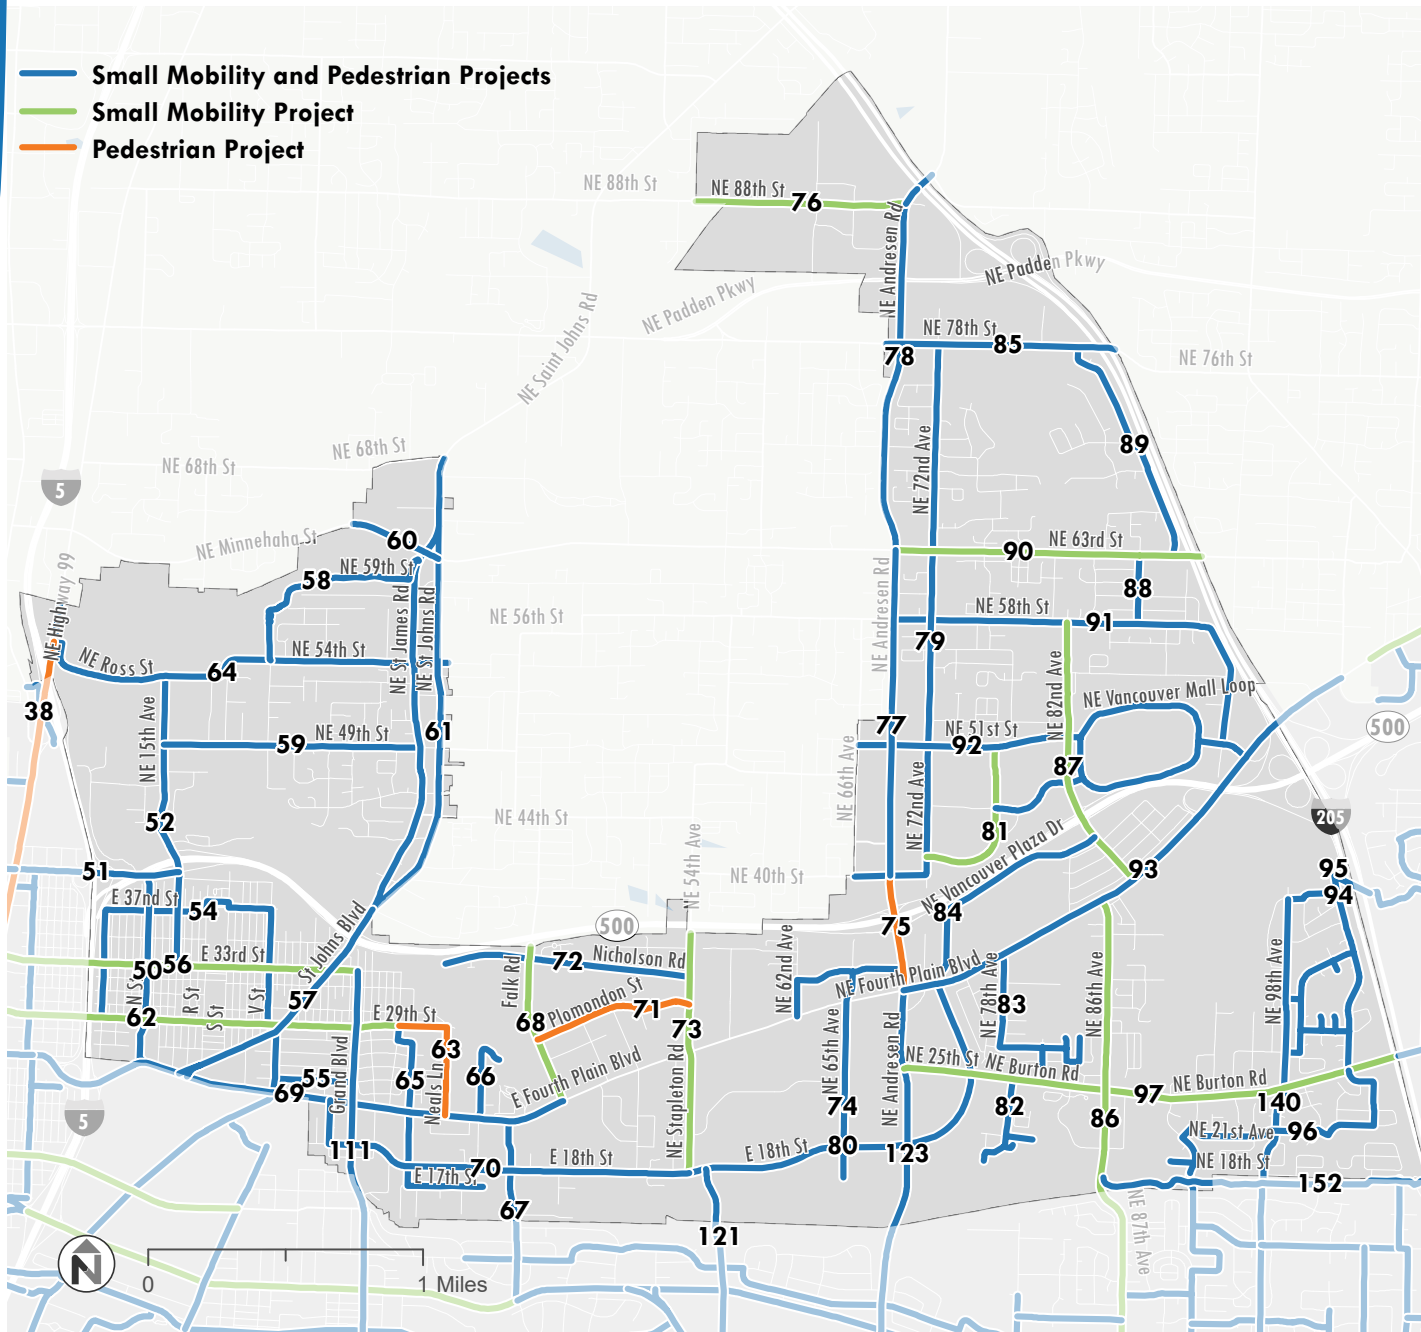 Small Mobility and Pedestrian Projects
Small Mobility Project
Pedestrian Project
NE 88th St
NE 88th St
76
NE Andresen Rd
NE Padden Pkwy
NE Padden Pkwy
NE Saint Johns Rd
NE 78th St
78
85
NE 76th St
NE 68th St
NE 68th St
89
5
NE 72nd Ave
NE Minnehaha St
60
NE 63rd St
90
NE Highway 99
58
NE 59th St
88
NE St James Rd
NE St Johns Rd
NE 56th St
NE Andresen Rd
NE 58th St
91
79
NE Ross St
64
NE 54th St
NE 82nd Ave
NE Vancouver Mall Loop
38
NE 15th Ave
59
NE 49th St
61
77
NE 51st St
92
500
NE 66th Ave
87
NE 72nd Ave
52
NE 44th St
81
205
NE Vancouver Plaza Dr
NE 54th Ave
51
NE 40th St
93
95
94
E 37nd St
54
84
St Johns Blvd
500
75
E 33rd St
50
56
72
Nicholson Rd
NE 62nd Ave
NE Fourth Plain Blvd
NE 78th Ave
NE 86th Ave
NE 98th Ave
Falk Rd
N St
R St
S St
V St
57
62
E 29th St
68
Plomondon St
71
73
83
Grand Blvd
63
NE 65th Ave
NE Andresen Rd
NE 25th St
NE Burton Rd
55
65
Neals Ln
66
E Fourth Plain Blvd
NE Stapleton Rd
69
74
82
97
NE Burton Rd
140
5
86
NE 21st Ave
96
111
70
E 18th St
E 18th St
80
123
NE 18th St
E 17th St
152
67
121
NE 87th Ave
N
0
1 Miles